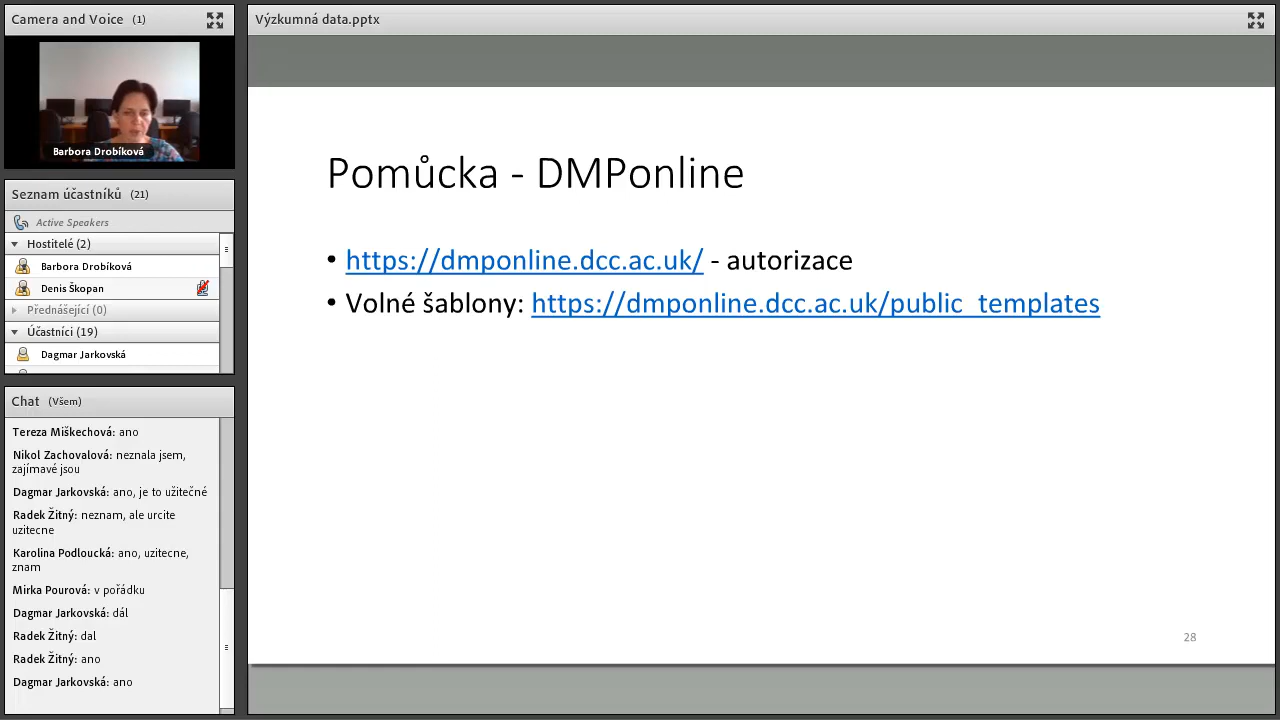 Camera and Voice (1)
Barbora Drobíková
Seznam účastníků (21)
Active Speakers
Hostitelé (2)
Barbora Drobíková
Denis Škopan
Přednášející (0)
Účastníci (19)
Dagmar Jarkovská
Chat (Všem)
Tereza Miškechová: ano
Nikol Zachovalová: neznala jsem,
zajímavé jsou
Dagmar Jarkovská: ano, je to užitečné
Radek Žitný: neznam, ale urcite
uzitecne
Karolina Podloucká: ano, uzitecne,
znam
Mirka Pourová: v pořádku
Dagmar Jarkovská: dál
Radek Žitný: dal
Radek Žitný: ano
Dagmar Jarkovská: ano
Výzkumná data.pptx
Pomůcka - DMPonline
• https://dmponline.dcc.ac.uk/ - autorizace
• Volné šablony: https://dmponline.dcc.ac.uk/public_templates
28